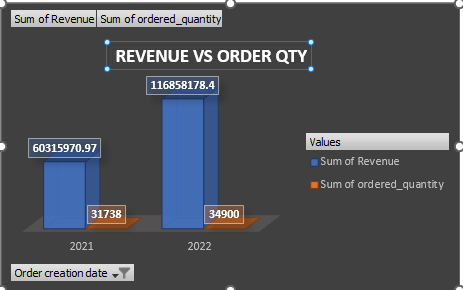 Sum of Revenue Sum of ordered_quantity
REVENUE VS ORDER QTY
116858178.4
60315970.97
31738
34900
2021 2022
Values
Sum of Revenue
Sum of ordered_quantity
Order creation date